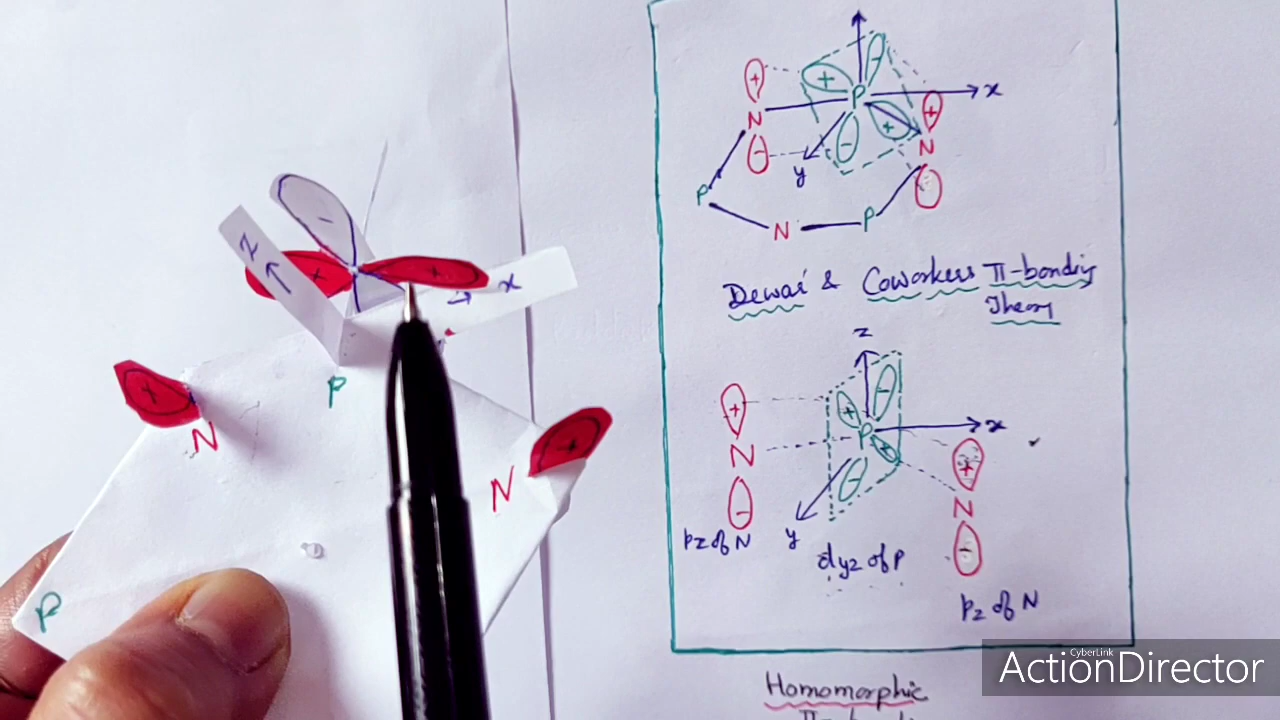 z ←
→ x
P
N
N
P
+
-
+
+
+
x
+
-
+
P
+
N
-
+
-
N
y
P
N
P
Dewar & Coworkers Π-bonding
Theory
z
+
-
+
P
x
N
+
-
-
y
+
N
-
Pz of N
dyz of P
Pz of N
Homomorphic
CyberLink
ActionDirector